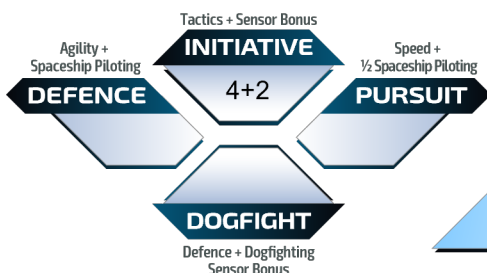 Tactics + Sensor Bonus
INITIATIVE
4+2
Agility +
Spaceship Piloting
DEFENCE
Speed +
½ Spaceship Piloting
PURSUIT
DOGFIGHT
Defence + Dogfighting
Sensor Bonus